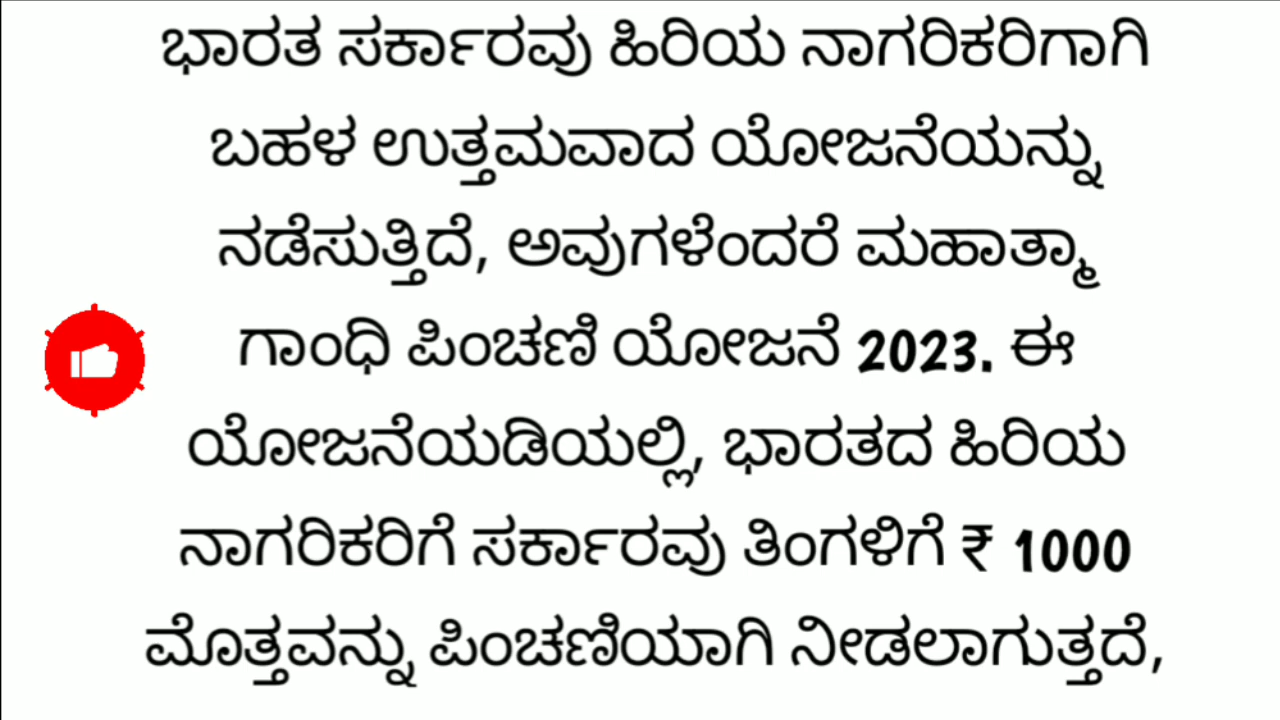 ಭಾರತ ಸರ್ಕಾರವು ಹಿರಿಯ ನಾಗರಿಕರಿಗಾಗಿ
ಬಹಳ ಉತ್ತಮವಾದ ಯೋಜನೆಯನ್ನು
ನಡೆಸುತ್ತಿದೆ, ಅವುಗಳೆಂದರೆ ಮಹಾತ್ಮಾ
ಗಾಂಧಿ ಪಿಂಚಣಿ ಯೋಜನೆ 2023. ಈ
ಯೋಜನೆಯಡಿಯಲ್ಲಿ, ಭಾರತದ ಹಿರಿಯ
ನಾಗರಿಕರಿಗೆ ಸರ್ಕಾರವು ತಿಂಗಳಿಗೆ ₹ 1000
ಮೊತ್ತವನ್ನು ಪಿಂಚಣಿಯಾಗಿ ನೀಡಲಾಗುತ್ತದೆ,